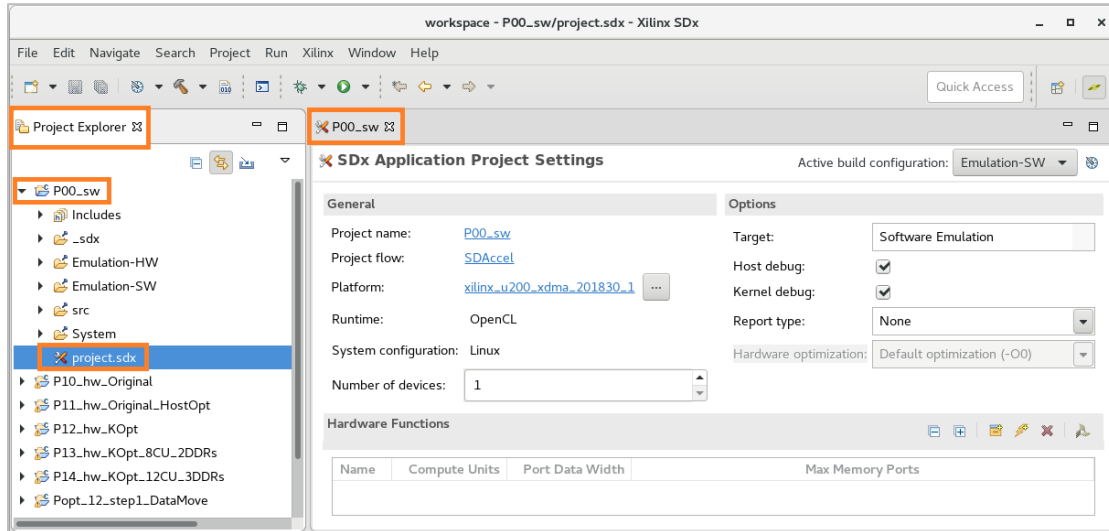 workspace - P00_sw/project.sdx - Xilinx SDx
File Edit Navigate Search Project Run Xilinx Window Help
Quick Access
Project Explorer
P00_sw
P00_sw
Includes
_sdx
Emulation-HW
Emulation-SW
src
System
project.sdx
P10_hw_Original
P11_hw_Original_HostOpt
P12_hw_KOpt
P13_hw_KOpt_8CU_2DDRs
P14_hw_KOpt_12CU_3DDRs
Popt_12_step1_DataMove
SDx Application Project Settings
Active build configuration: Emulation-SW
General
Project name: P00_sw
Project flow: SDAccel
Platform: xilinx_u200_xdma_201830_1 ...
Runtime: OpenCL
System configuration: Linux
Number of devices: 1
Options
Target: Software Emulation
Host debug:
Kernel debug:
Report type: None
Hardware optimization: Default optimization (-O0)
Hardware Functions
Name Compute Units Port Data Width Max Memory Ports